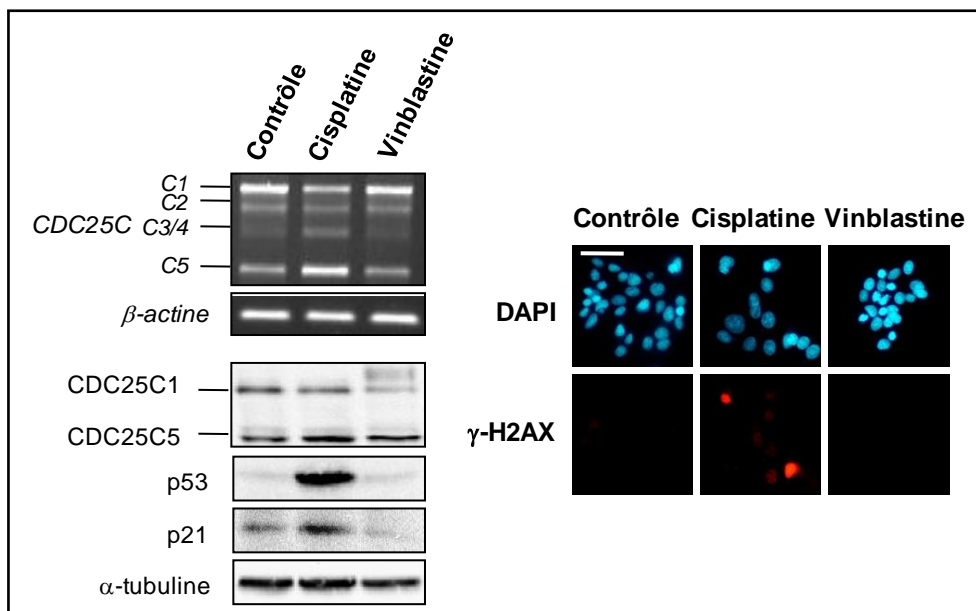 Contrôle Cisplatine Vinblastine
C1
C2
CDC25C C3/4
C5
β-actine
CDC25C1
CDC25C5
p53
p21
α-tubuline
Contrôle Cisplatine Vinblastine
DAPI
γ-H2AX